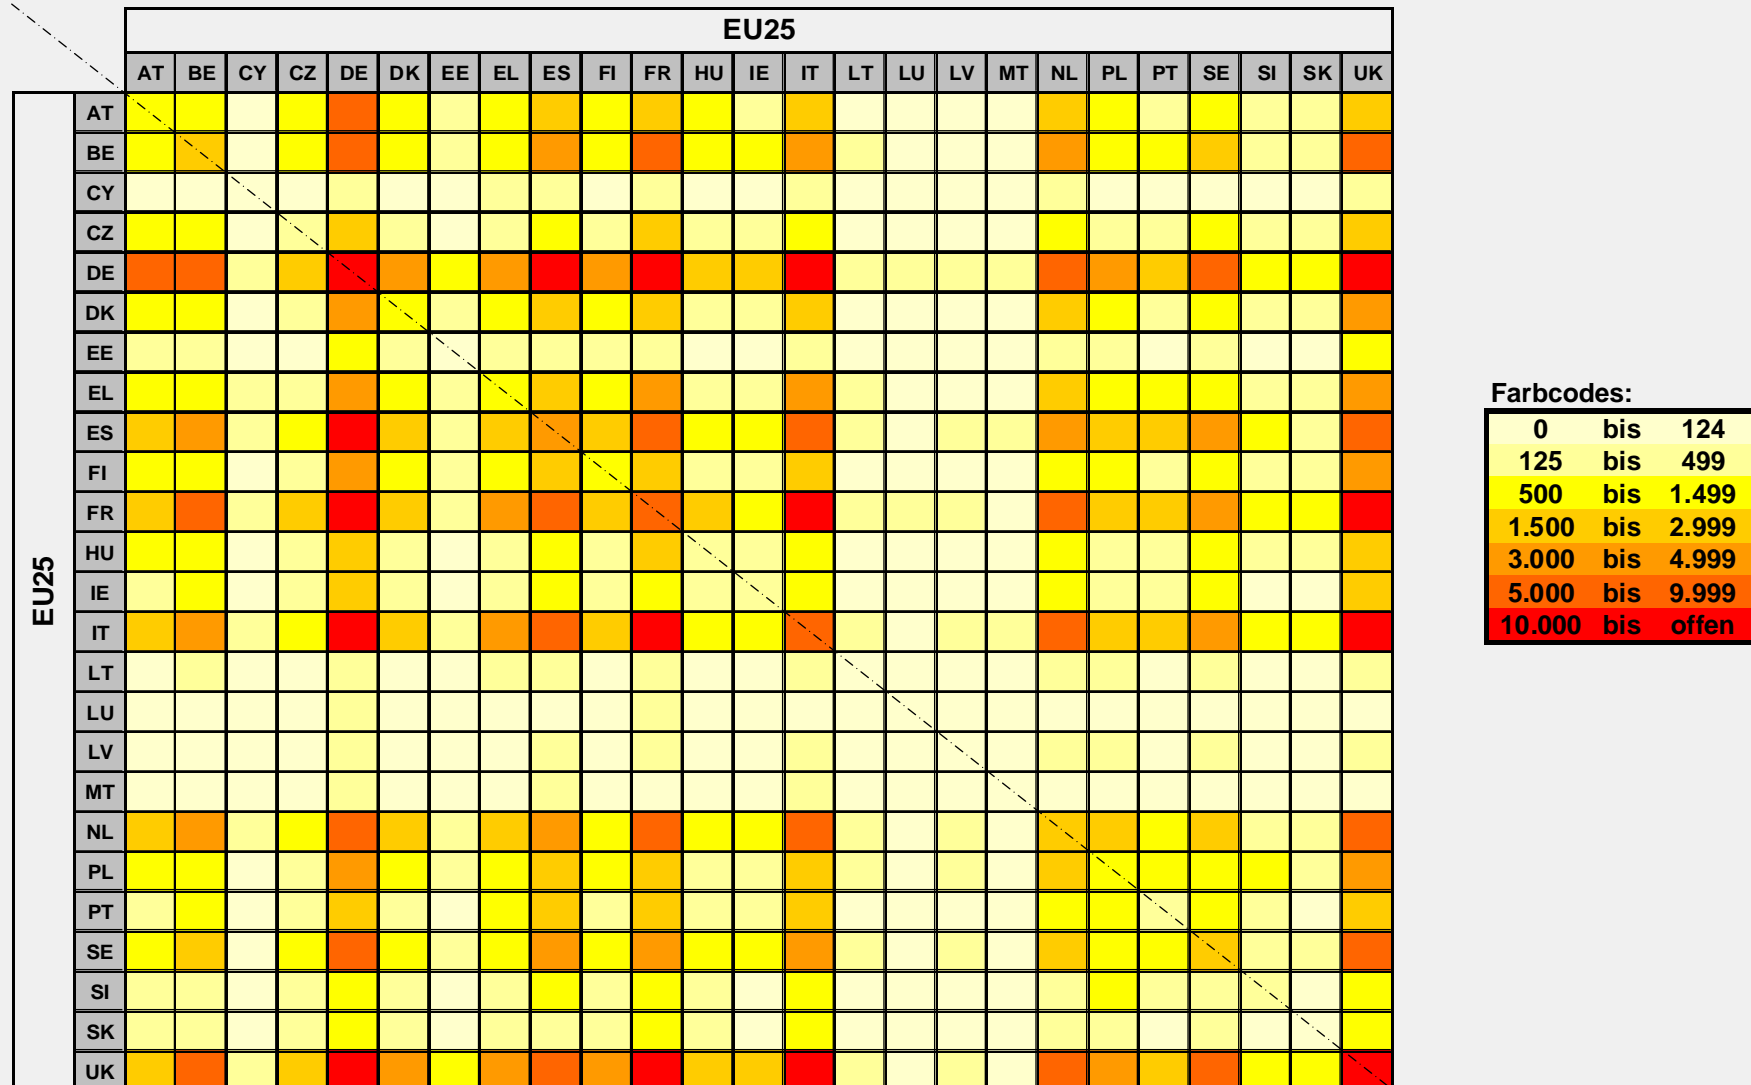 EU25
AT BE CY CZ DE DK EE EL ES FI FR HU IE IT LT LU LV MT NL PL PT SE SI SK UK
EU25
AT
BE
CY
CZ
DE
DK
EE
EL
ES
FI
FR
HU
IE
IT
LT
LU
LV
MT
NL
PL
PT
SE
SI
SK
UK
Farbcodes:
0 bis 124
125 bis 499
500 bis 1.499
1.500 bis 2.999
3.000 bis 4.999
5.000 bis 9.999
10.000 bis offen